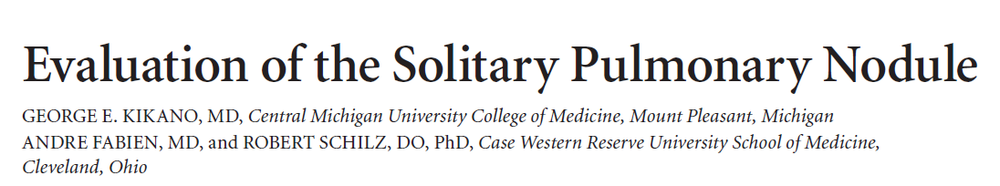 Evaluation of the Solitary Pulmonary Nodule
GEORGE E. KIKANO, MD, Central Michigan University College of Medicine, Mount Pleasant, Michigan
ANDRE FABIEN, MD, and ROBERT SCHILZ, DO, PhD, Case Western Reserve University School of Medicine,
Cleveland, Ohio